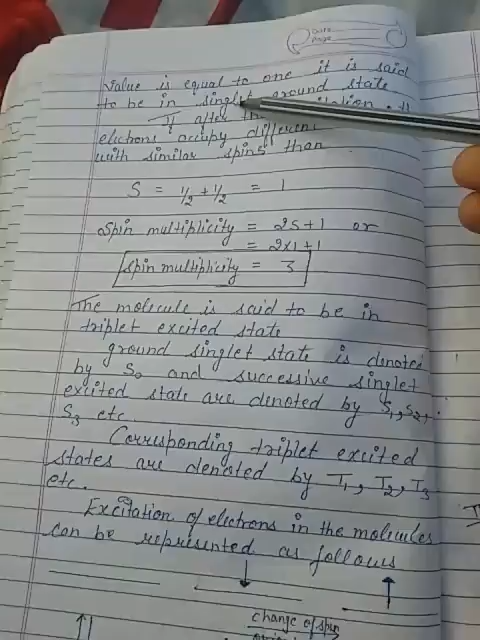 Date
Page
value is equal to one it is said
to be in singlet ground state
If after the
electrons occupy different
with similar spins than
S = 1/2 + 1/2 = 1
Spin multiplicity = 2S+1 or
= 2x1+1
Spin multiplicity = 3
The molecule is said to be in
triplet excited state
ground singlet state is denoted
by S₀ and successive singlet
excited state are denoted by S₁, S₂,
S₃ etc
Corresponding triplet excited
states are denoted by T₁, T₂, T₃
etc.
Excitation of electrons in the molecules
can be represented as follows
change of spin